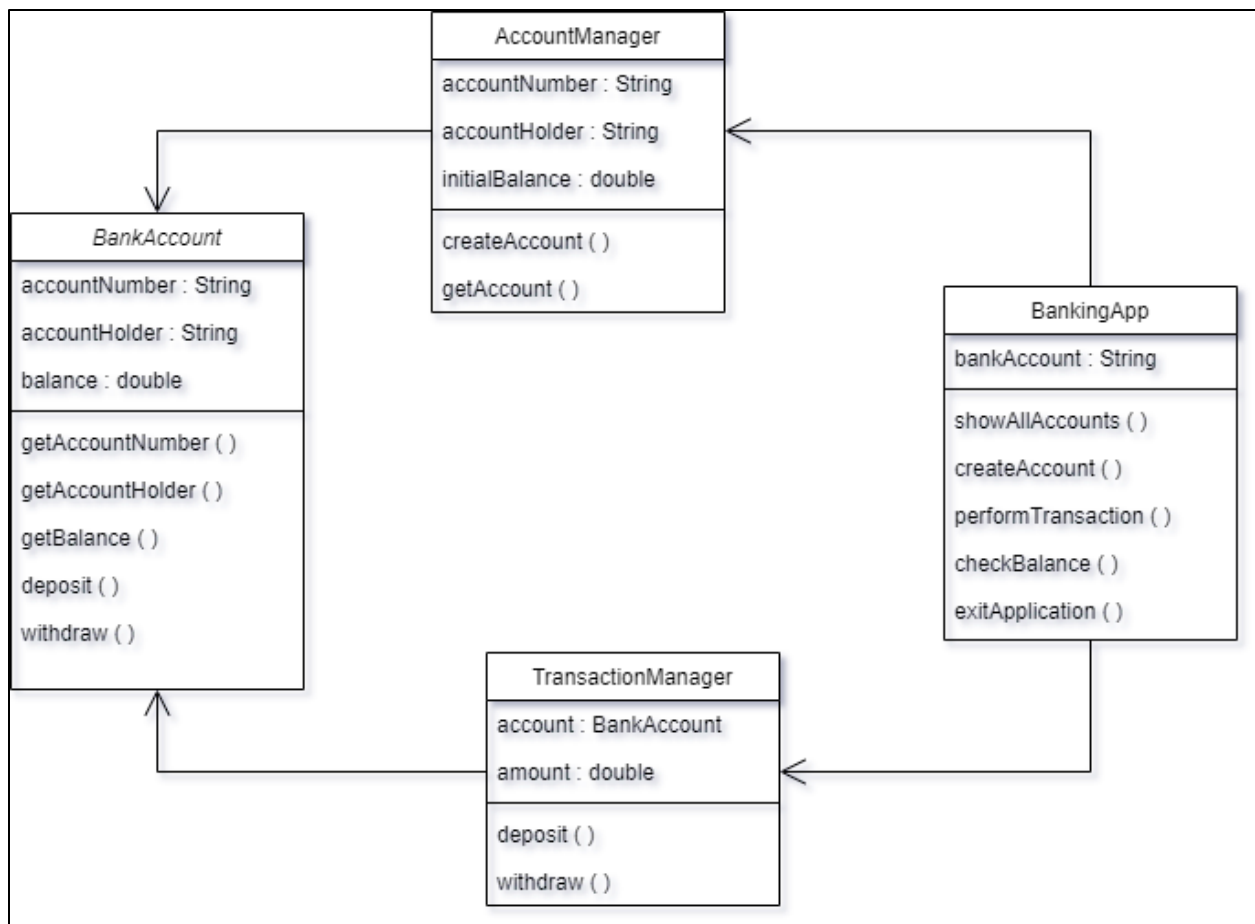 AccountManager
accountNumber : String
accountHolder : String
initialBalance : double
createAccount ( )
getAccount ( )
BankAccount
accountNumber : String
accountHolder : String
balance : double
getAccountNumber ( )
getAccountHolder ( )
getBalance ( )
deposit ( )
withdraw ( )
BankingApp
bankAccount : String
showAllAccounts ( )
createAccount ( )
performTransaction ( )
checkBalance ( )
exitApplication ( )
TransactionManager
account : BankAccount
amount : double
deposit ( )
withdraw ( )